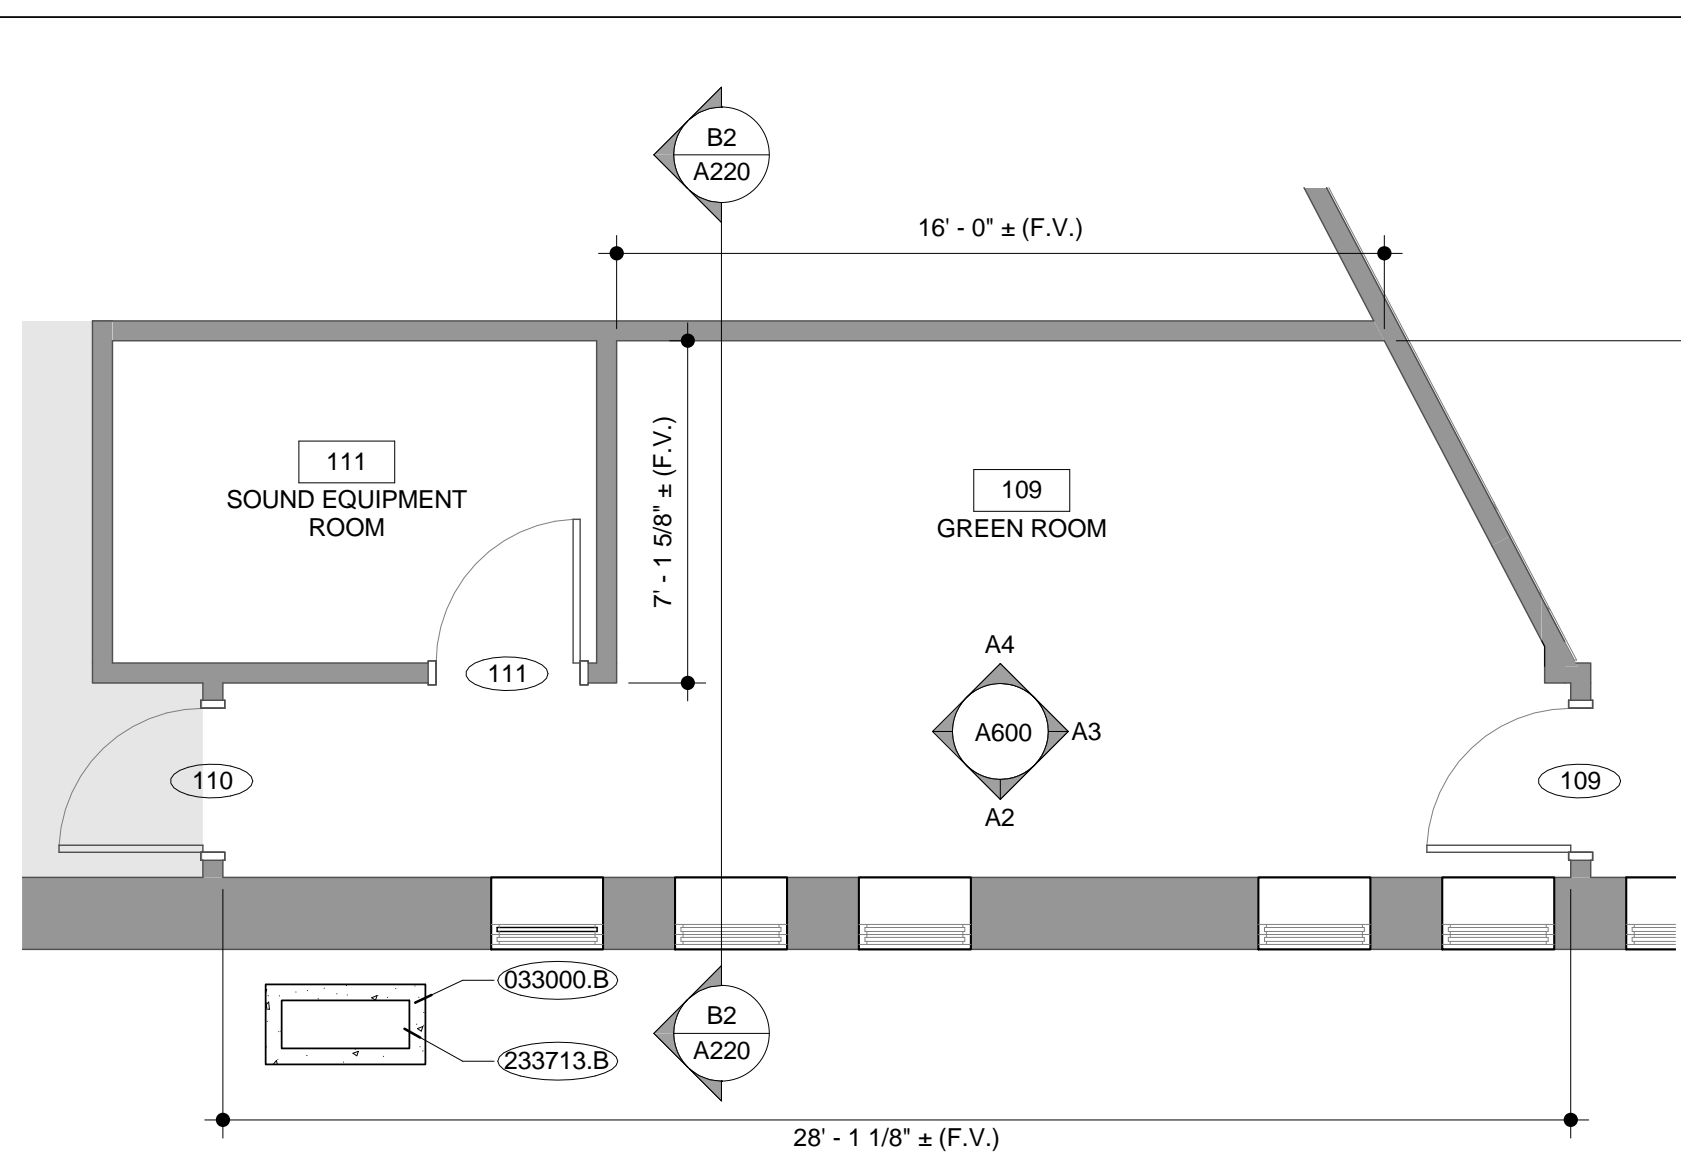 B2
A220
16' - 0" ± (F.V.)
7' - 1 5/8" ± (F.V.)
111
SOUND EQUIPMENT
ROOM
109
GREEN ROOM
111
A4
A600
A3
A2
110
109
033000.B
233713.B
B2
A220
28' - 1 1/8" ± (F.V.)